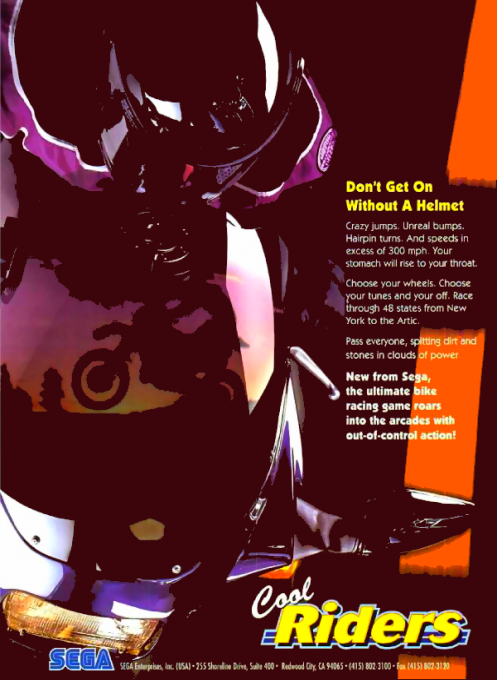 Don't Get On
Without A Helmet
Crazy jumps. Unreal bumps.
Hairpin turns. And speeds in
excess of 300 mph. Your
stomach will rise to your throat.
Choose your wheels. Choose
your tunes and your off. Race
through 48 states from New
York to the Artic.
Pass everyone, spitting dirt and
stones in clouds of power
New from Sega,
the ultimate bike
racing game roars
into the arcades with
out-of-control action!
Cool
Riders
SEGA SEGA Enterprises, Inc. (USA) • 255 Shoreline Drive, Suite 400 • Redwood City, CA 94065 • (415) 802-3100 • Fax (415) 802-3120